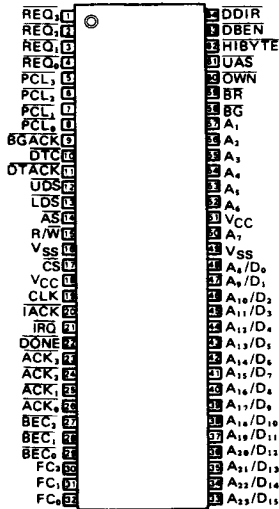 REQ₃ 1 64 DDIR
REQ₂ 2 63 DBEN
REQ₁ 3 62 HIBYTE
REQ₀ 4 61 UAS
PCL₃ 5 60 OWN
PCL₂ 6 59 BR
PCL₁ 7 58 BG
PCL₀ 8 57 A₁
BGACK 9 56 A₂
DTC 10 55 A₃
DTACK 11 54 A₄
UDS 12 53 A₅
LDS 13 52 A₆
AS 14 51 VCC
R/W 15 50 A₇
VSS 16 49 VSS
CS 17 48 A₈/D₀
VCC 18 47 A₉/D₁
CLK 19 46 A₁₀/D₂
IACK 20 45 A₁₁/D₃
IRQ 21 44 A₁₂/D₄
DONE 22 43 A₁₃/D₅
ACK₃ 23 42 A₁₄/D₆
ACK₂ 24 41 A₁₅/D₇
ACK₁ 25 40 A₁₆/D₈
ACK₀ 26 39 A₁₇/D₉
BEC₂ 27 38 A₁₈/D₁₀
BEC₁ 28 37 A₁₉/D₁₁
BEC₀ 29 36 A₂₀/D₁₂
FC₂ 30 35 A₂₁/D₁₃
FC₁ 31 34 A₂₂/D₁₄
FC₀ 32 33 A₂₃/D₁₅